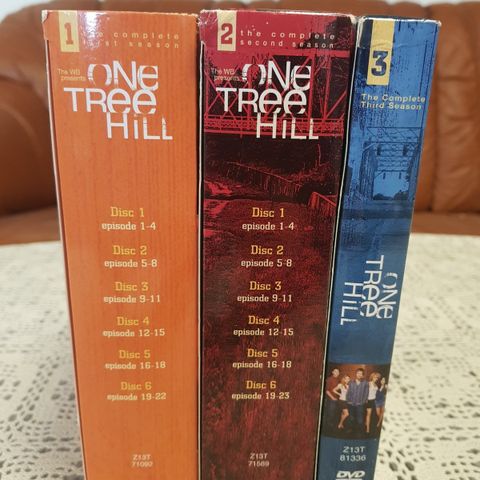 1
the complete
first season
The WB
presents
ONE
TREE
HILL
Disc 1
episode 1-4
Disc 2
episode 5-8
Disc 3
episode 9-11
Disc 4
episode 12-15
Disc 5
episode 16-18
Disc 6
episode 19-22
Z13T
71092
2
the complete
second season
The WB
presents
ONE
TREE
HILL
Disc 1
episode 1-4
Disc 2
episode 5-8
Disc 3
episode 9-11
Disc 4
episode 12-15
Disc 5
episode 16-18
Disc 6
episode 19-23
Z13T
71569
3
The Complete
Third Season
ONE
TREE
HILL
Z13T
81336
DVD